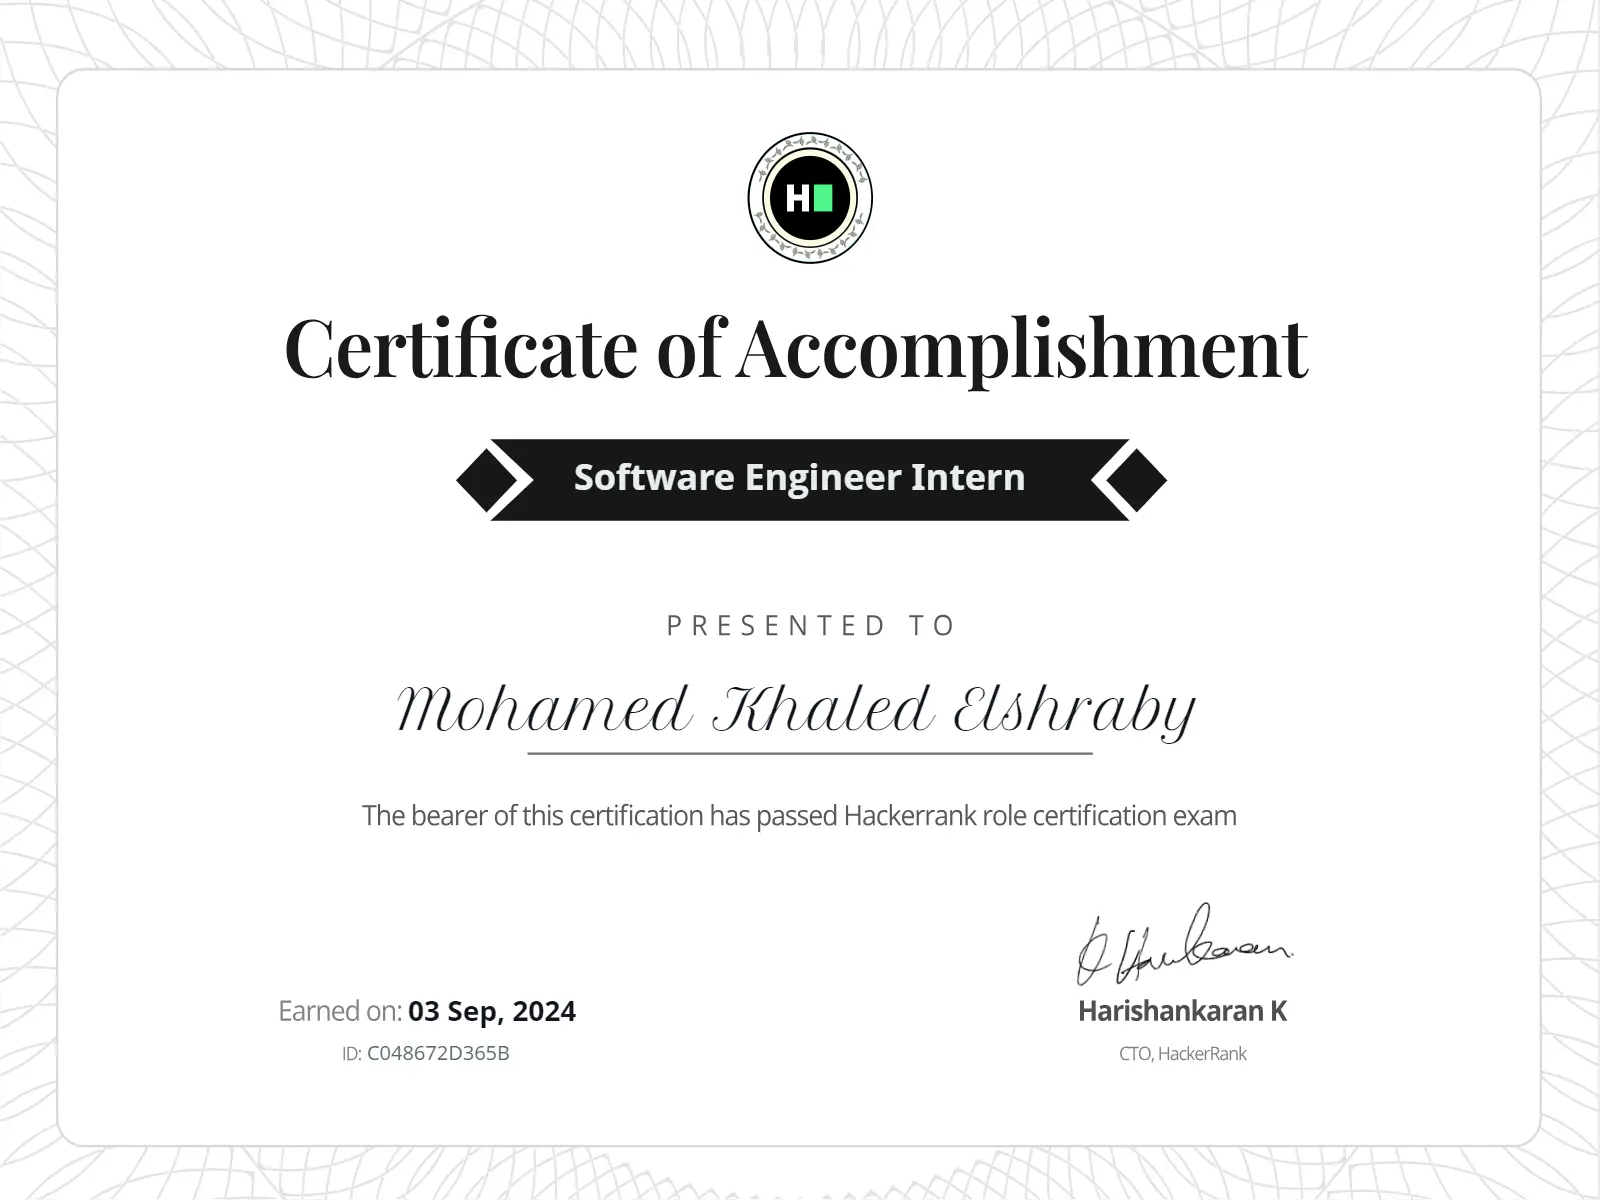 H
Certificate of Accomplishment
Software Engineer Intern
PRESENTED TO
Mohamed Khaled Elshraby
The bearer of this certification has passed Hackerrank role certification exam
Earned on: 03 Sep, 2024
ID: C048672D365B
Harishankaran K
CTO, HackerRank